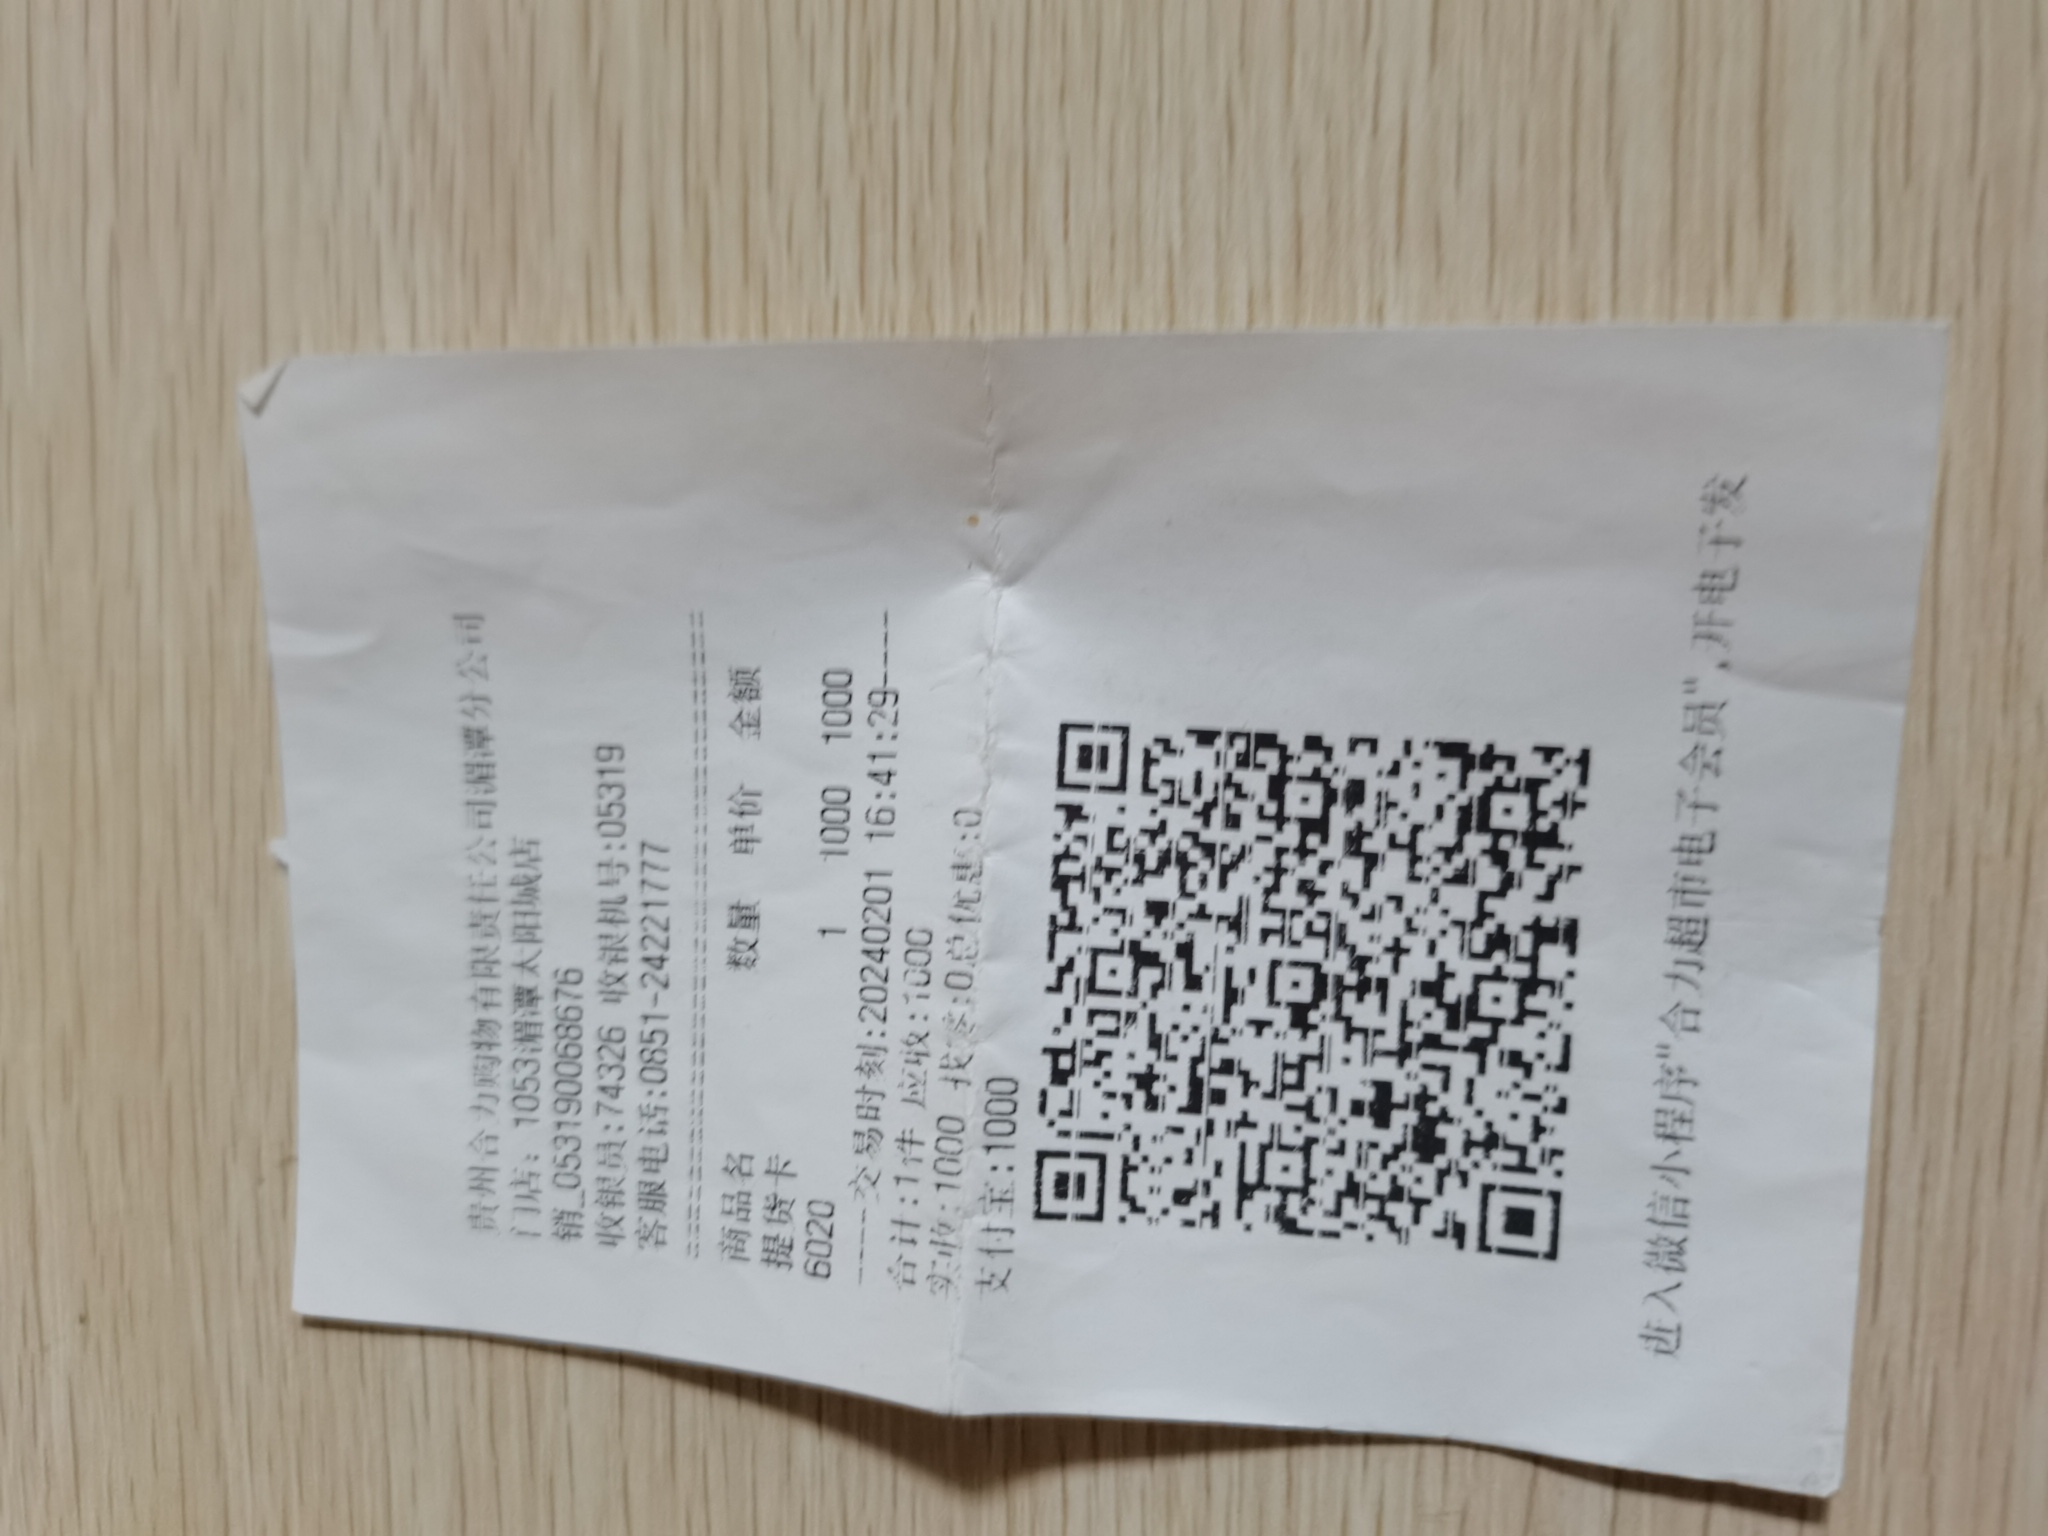 贵州合力购物有限责任公司湄潭分公司
门店: 1053湄潭太阳城店
销_0531900068676
收银员:74326 收银机号:05319
客服电话:0851-24221777
================================
商品名 数量 单价 金额
提货卡
6020 1 1000 1000
-----交易时刻:20240201 16:41:29----
合计:1件 应收:1000
实收:1000 找零:0总优惠:0
支付宝:1000
进入微信小程序"合力超市电子会员",开电子发